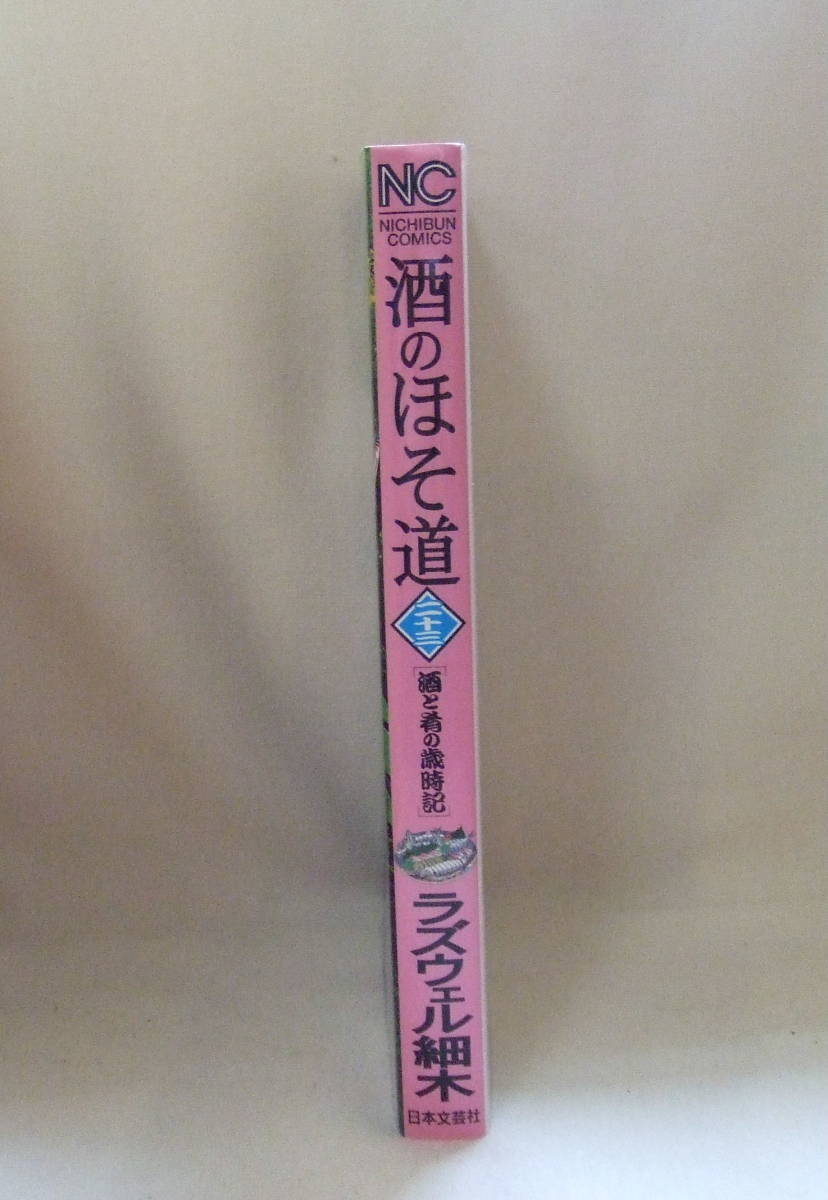 NC
NICHIBUN
COMICS
酒のほそ道
二十三
[酒と肴の歳時記]
ラズウェル細木
日本文芸社